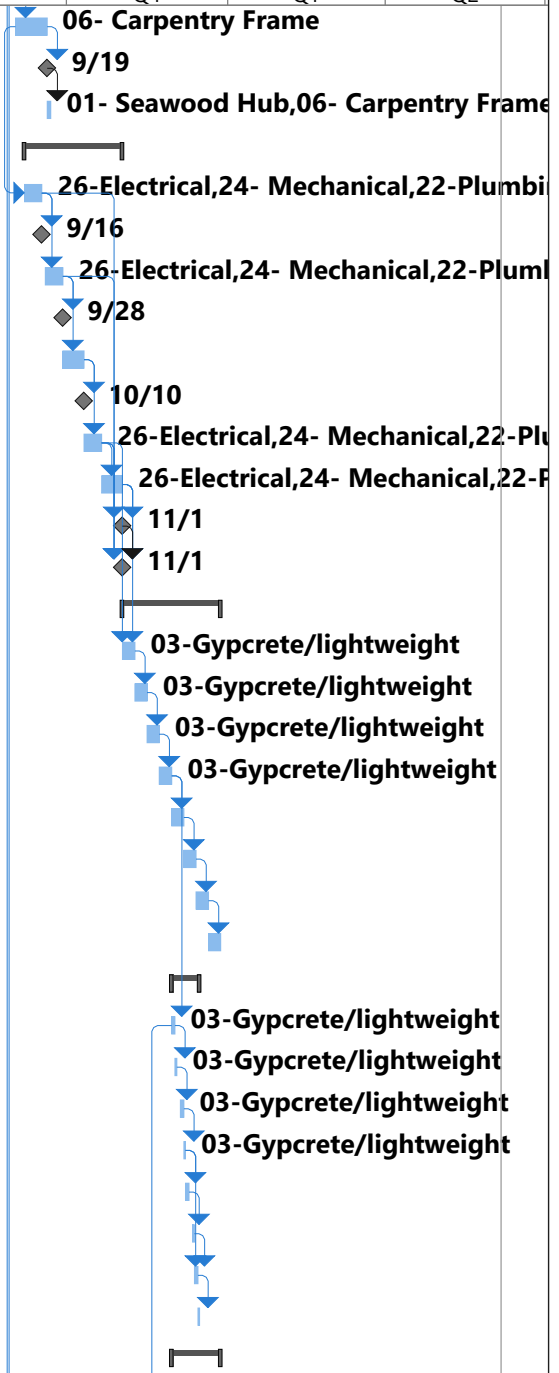 06- Carpentry Frame
9/19
01- Seawood Hub,06- Carpentry Frame
26-Electrical,24- Mechanical,22-Plumbi
9/16
26-Electrical,24- Mechanical,22-Plum
9/28
10/10
26-Electrical,24- Mechanical,22-Plu
26-Electrical,24- Mechanical,22-P
11/1
11/1
03-Gypcrete/lightweight
03-Gypcrete/lightweight
03-Gypcrete/lightweight
03-Gypcrete/lightweight
03-Gypcrete/lightweight
03-Gypcrete/lightweight
03-Gypcrete/lightweight
03-Gypcrete/lightweight